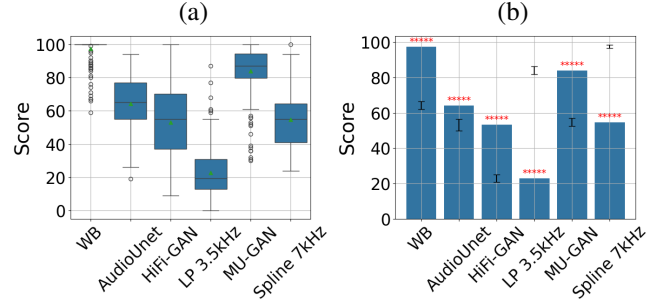 (a)
100
80
60
40
20
0
Score
WB
AudioUnet
HiFi-GAN
LP 3.5kHz
MU-GAN
Spline 7kHz
(b)
100
80
60
40
20
0
Score
*****
*****
*****
*****
*****
*****
WB
AudioUnet
HiFi-GAN
LP 3.5kHz
MU-GAN
Spline 7kHz